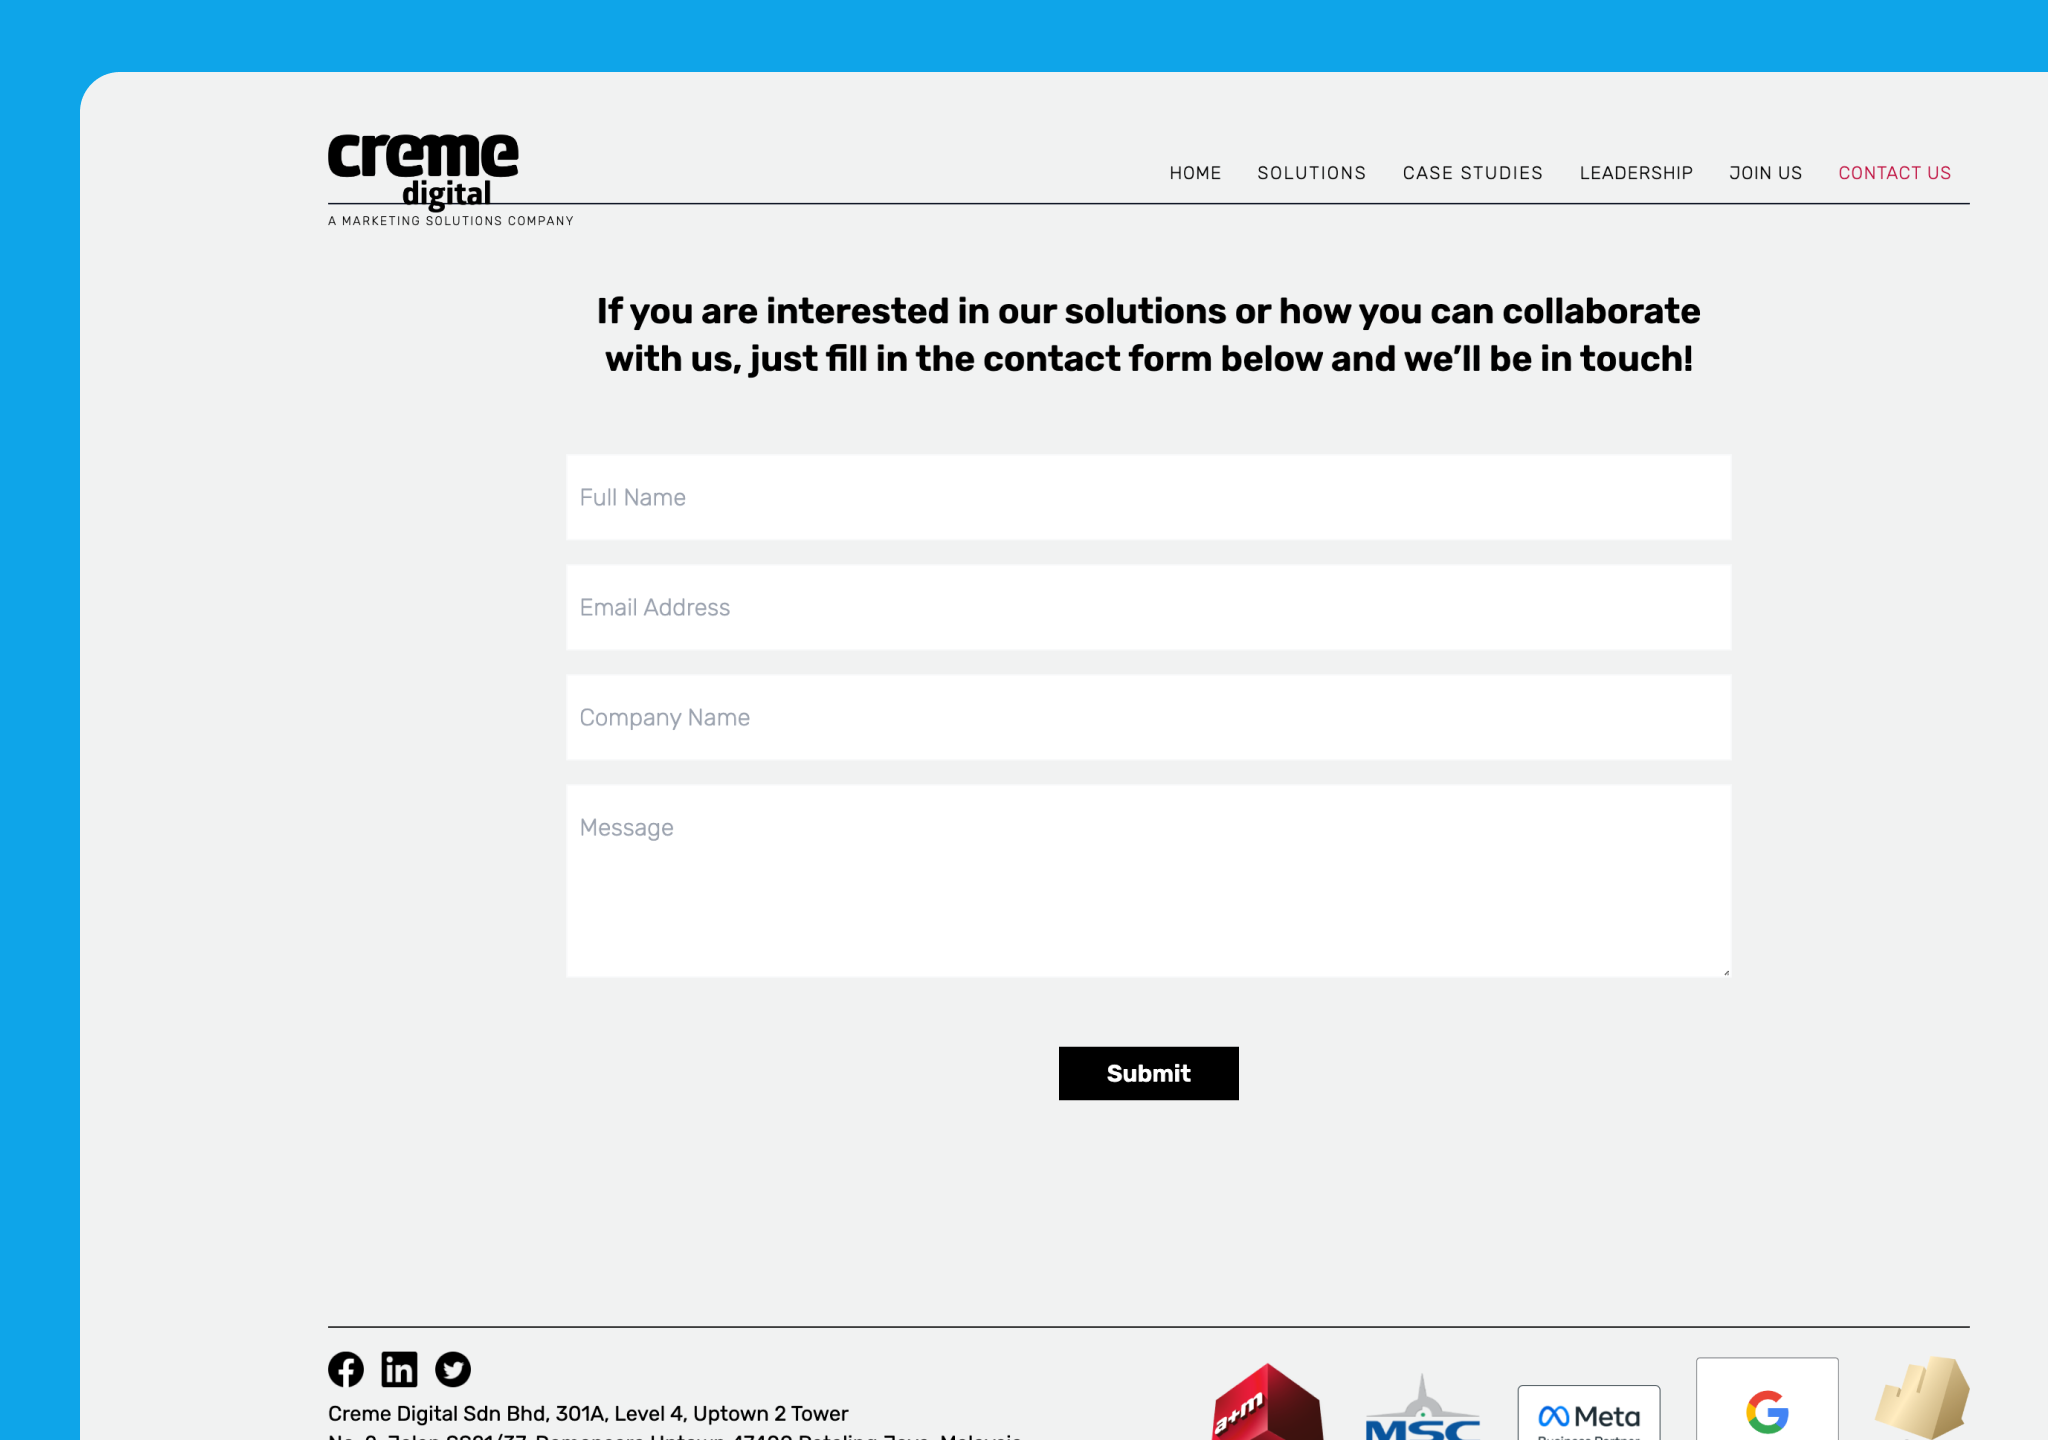 creme
digital
A MARKETING SOLUTIONS COMPANY
HOME SOLUTIONS CASE STUDIES LEADERSHIP JOIN US CONTACT US
If you are interested in our solutions or how you can collaborate
with us, just fill in the contact form below and we’ll be in touch!
Full Name
Email Address
Company Name
Message
Submit
Creme Digital Sdn Bhd, 301A, Level 4, Uptown 2 Tower
a+m
MSC
Meta
Business Partner
G